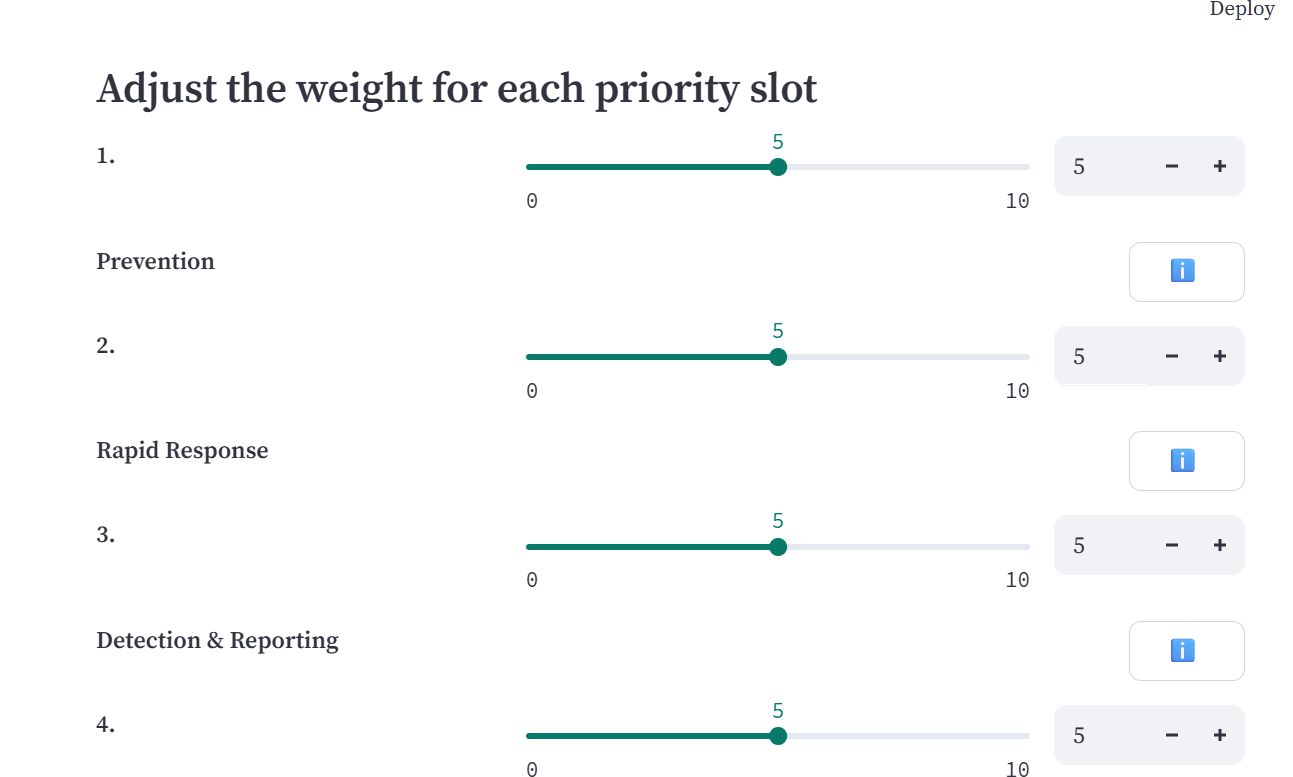 Deploy
Adjust the weight for each priority slot
1.
5
0 10
5 − +
Prevention
i
2.
5
0 10
5 − +
Rapid Response
i
3.
5
0 10
5 − +
Detection & Reporting
i
4.
5
0 10
5 − +